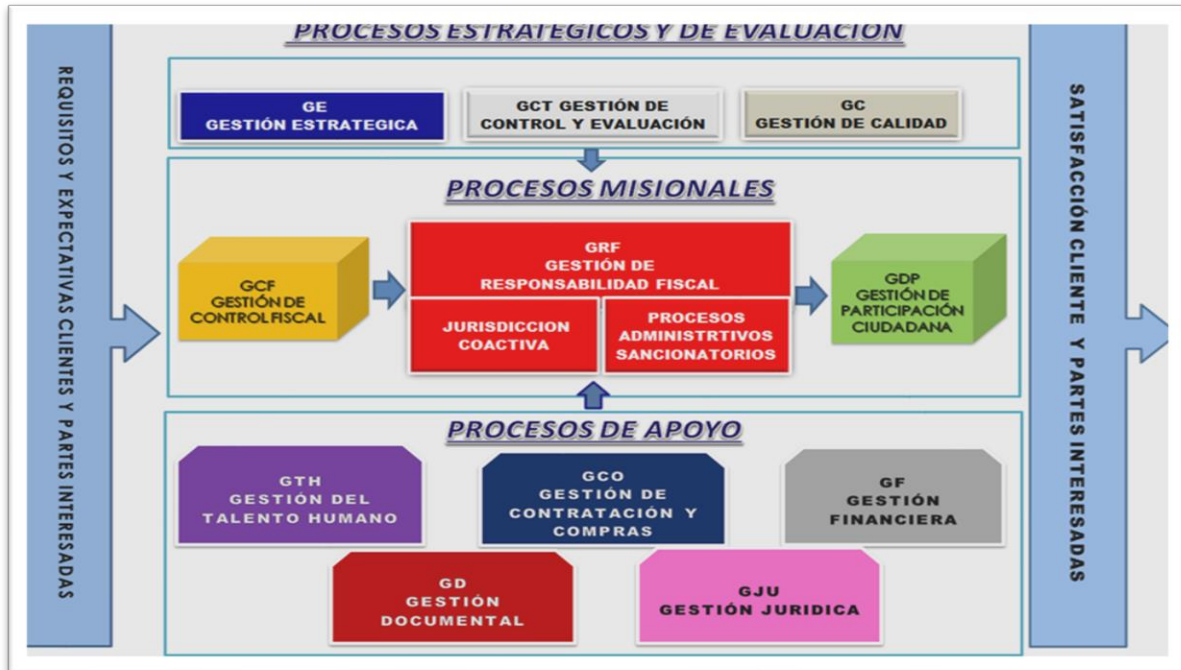 PROCESOS ESTRATEGICOS Y DE EVALUACIÓN
REQUISITOS Y EXPECTATIVAS CLIENTES Y PARTES INTERESADAS
GE
GESTIÓN ESTRATEGICA
GCT GESTIÓN DE
CONTROL Y EVALUACIÓN
GC
GESTIÓN DE CALIDAD
PROCESOS MISIONALES
GCF
GESTIÓN DE
CONTROL FISCAL
GRF
GESTIÓN DE
RESPONSABILIDAD FISCAL
JURISDICCION
COACTIVA
PROCESOS
ADMINISTRTIVOS
SANCIONATORIOS
GDP
GESTIÓN DE
PARTICIPACIÓN
CIUDADANA
PROCESOS DE APOYO
GTH
GESTIÓN DEL
TALENTO HUMANO
GCO
GESTIÓN DE
CONTRATACIÓN Y
COMPRAS
GF
GESTIÓN
FINANCIERA
GD
GESTIÓN
DOCUMENTAL
GJU
GESTIÓN JURIDICA
SATISFACCIÓN CLIENTE Y PARTES INTERESADAS